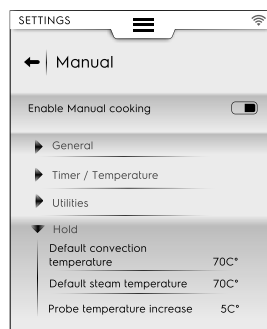 SETTINGS
Manual
Enable Manual cooking
General
Timer / Temperature
Utilities
Hold
Default convection
temperature 70C°
Default steam temperature 70C°
Probe temperature increase 5C°